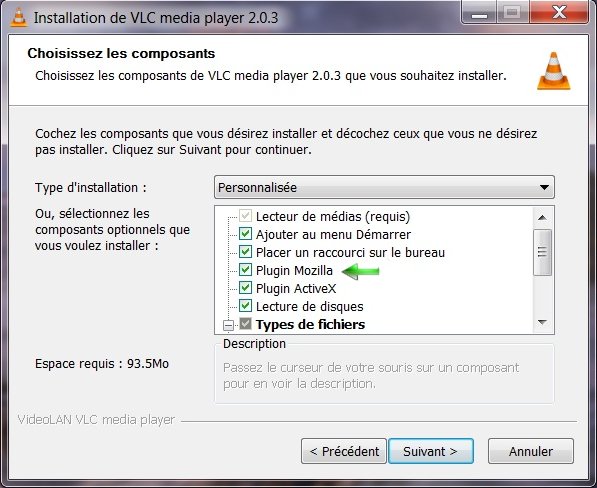 Installation de VLC media player 2.0.3
Choisissez les composants
Choisissez les composants de VLC media player 2.0.3 que vous souhaitez installer.
Cochez les composants que vous désirez installer et décochez ceux que vous ne désirez
pas installer. Cliquez sur Suivant pour continuer.
Type d'installation :
Personnalisée
Ou, sélectionnez les
composants optionnels que
vous voulez installer :
Lecteur de médias (requis)
Ajouter au menu Démarrer
Placer un raccourci sur le bureau
Plugin Mozilla
Plugin ActiveX
Lecture de disques
Types de fichiers
Espace requis : 93.5Mo
Description
Passez le curseur de votre souris sur un composant
pour en voir la description.
VideoLAN VLC media player
< Précédent
Suivant >
Annuler